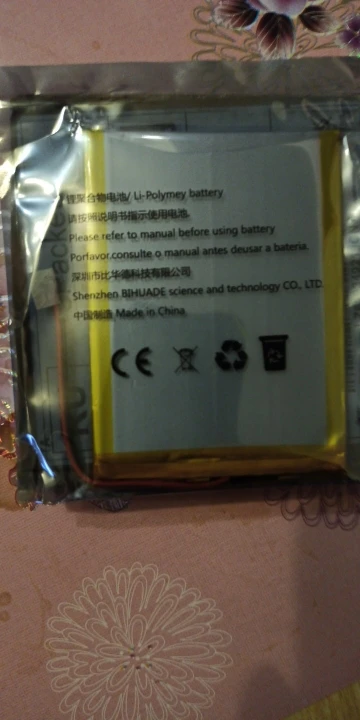 锂聚合物电池/ Li-Polymey battery
请按照说明书指示使用电池
Please refer to manual before using battery
Porfavor,consulte o manual antes deusar a bateria.
深圳市比华德科技有限公司
Shenzhen BIHUADE science and technology CO., LTD
中国制造 Made in China
CE